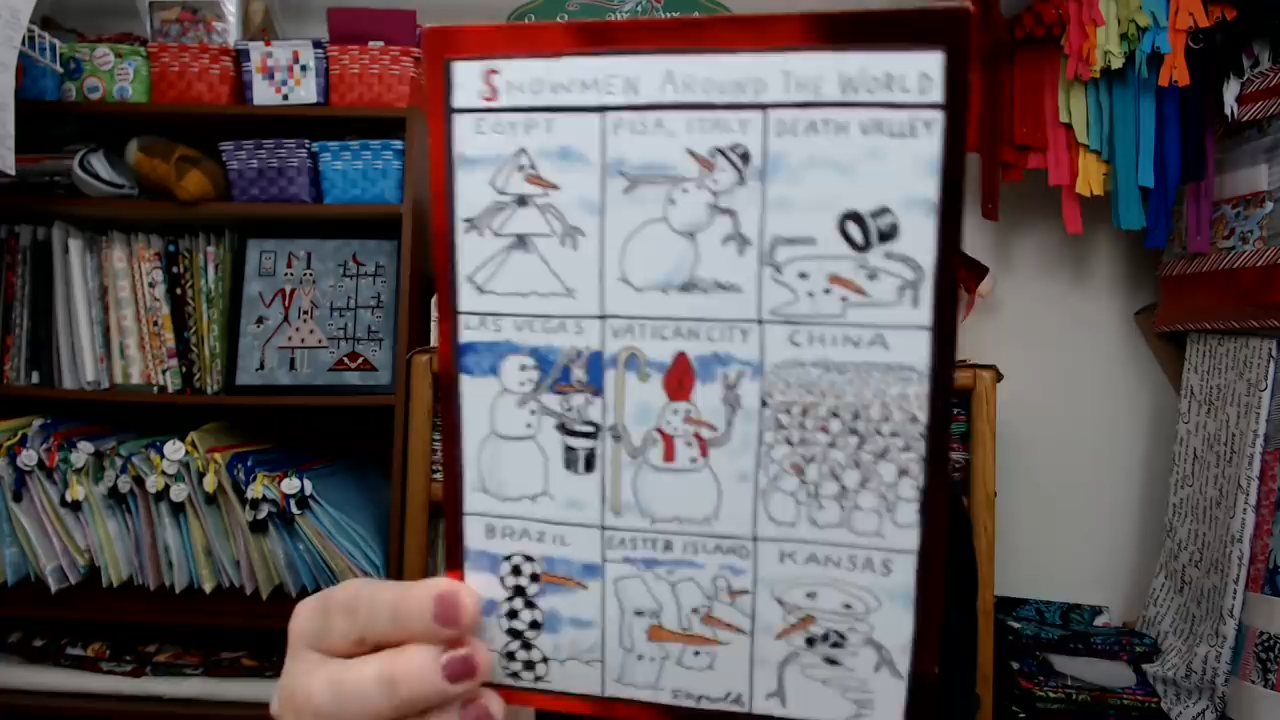 SNOWMEN AROUND THE WORLD
EGYPT
PISA, ITALY
DEATH VALLEY
LAS VEGAS
VATICAN CITY
CHINA
BRAZIL
EASTER ISLAND
KANSAS